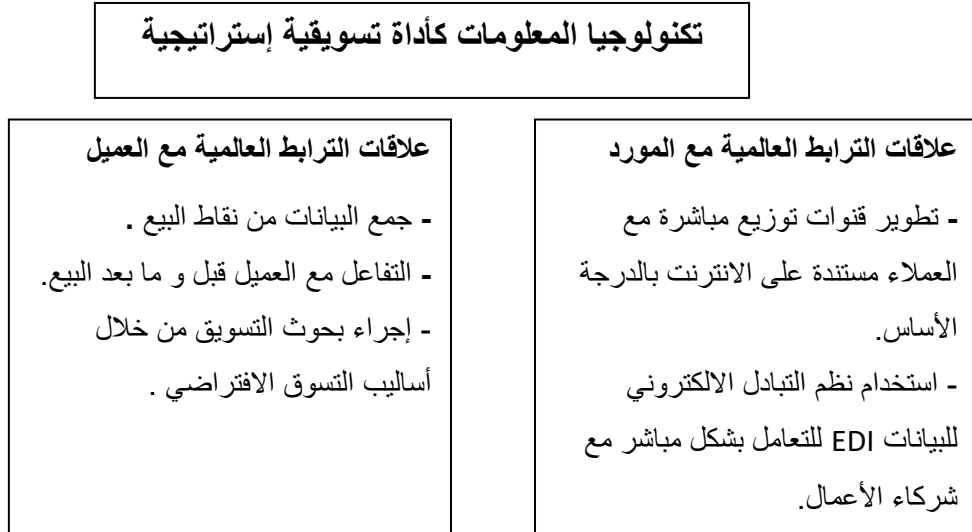 تكنولوجيا المعلومات كأداة تسويقية إستراتيجية
علاقات الترابط العالمية مع المورد
- تطوير قنوات توزيع مباشرة مع
العملاء مستندة على الانترنت بالدرجة
الأساس.
- استخدام نظم التبادل الالكتروني
للبيانات EDI للتعامل بشكل مباشر مع
شركاء الأعمال.
علاقات الترابط العالمية مع العميل
- جمع البيانات من نقاط البيع .
- التفاعل مع العميل قبل و ما بعد البيع.
- إجراء بحوث التسويق من خلال
أساليب التسوق الافتراضي .